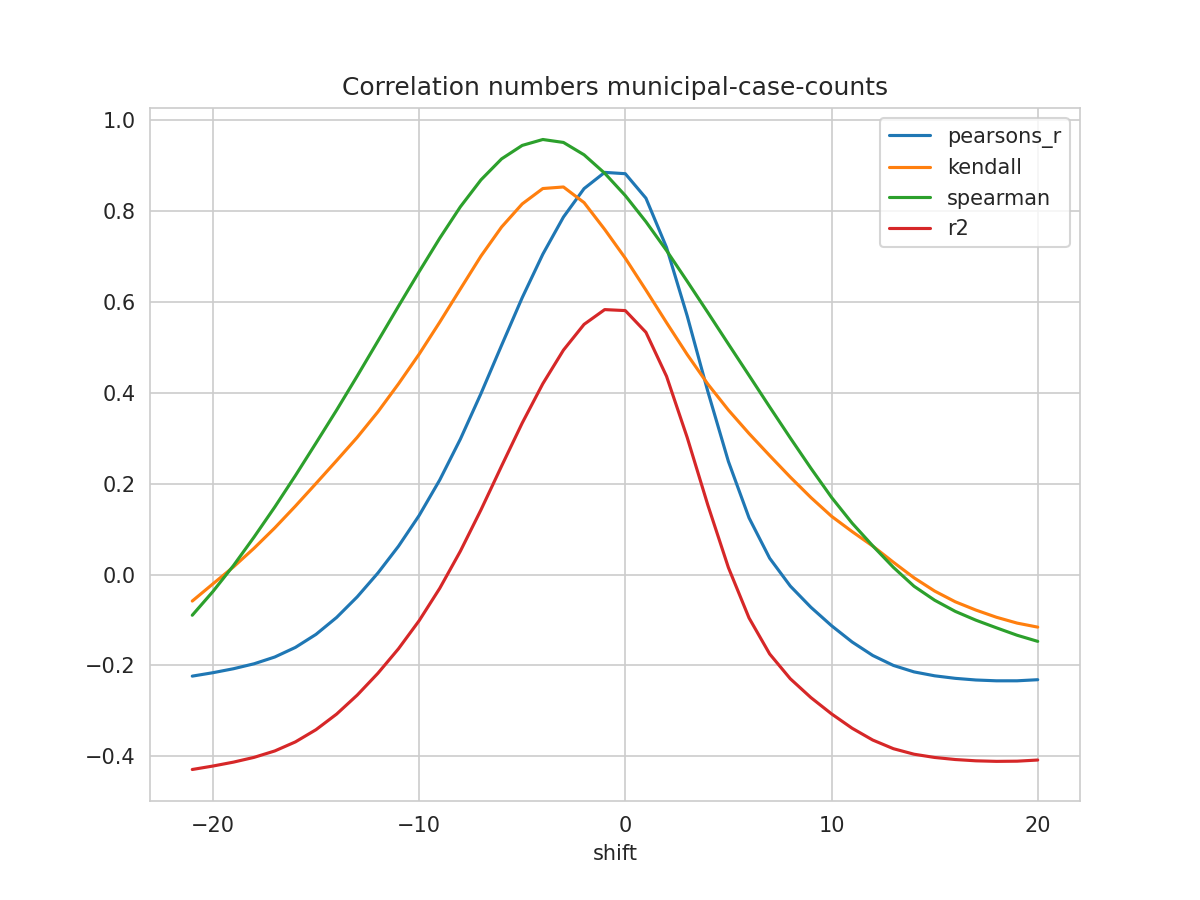 Correlation numbers municipal-case-counts
1.0
0.8
0.6
0.4
0.2
0.0
−0.2
−0.4
pearsons_r
kendall
spearman
r2
−20
−10
0
10
20
shift